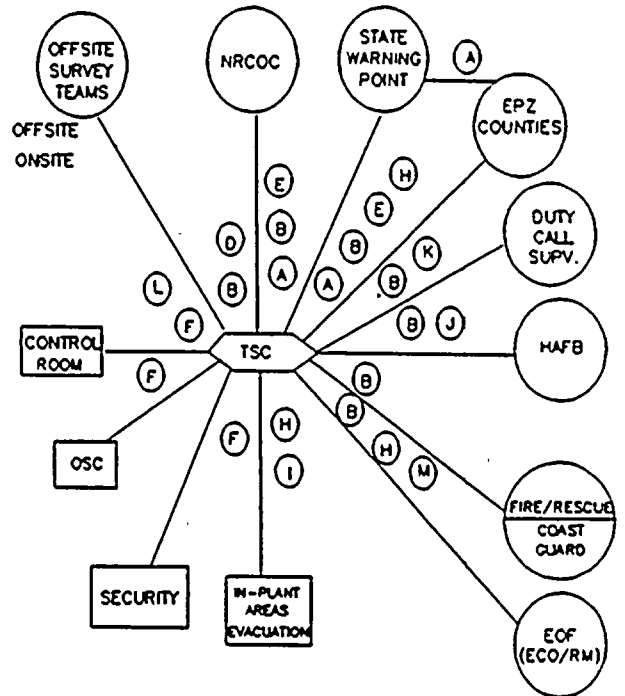 OFFSITE
SURVEY
TEAMS
NRCOC
STATE
WARNING
POINT
A
EPZ
COUNTIES
OFFSITE
ONSITE
DUTY
CALL
SUPV.
E
H
D
B
E
K
B
A
B
B
L
A
B
J
F
CONTROL
ROOM
TSC
HAFB
F
B
B
OSC
F
H
H
M
I
FIRE/RESCUE
COAST
GUARD
SECURITY
IN-PLANT
AREAS
EVACUATION
EOF
(ECO/RM)